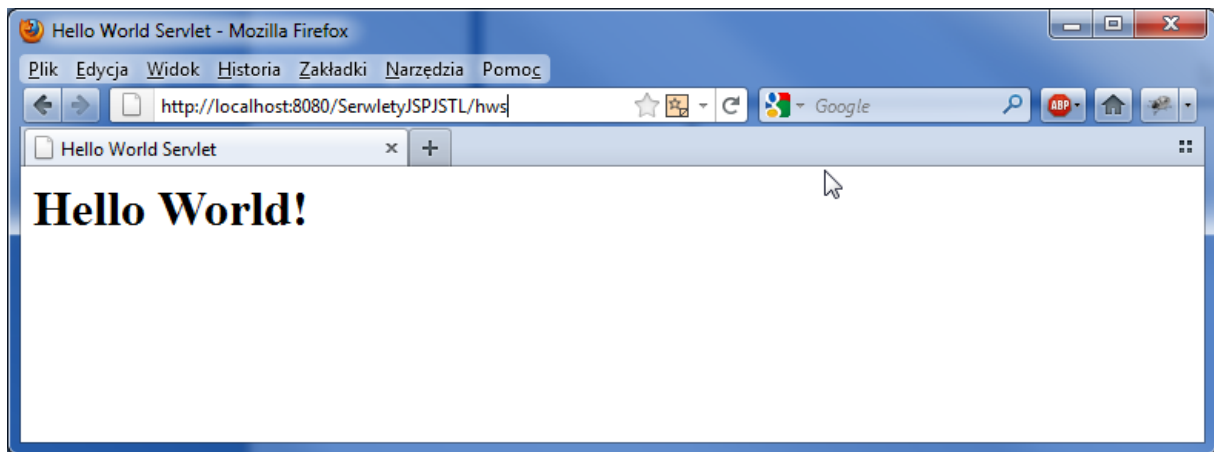 Hello World Servlet - Mozilla Firefox
Plik Edycja Widok Historia Zakładki Narzędzia Pomoc
http://localhost:8080/SerwletyJSPJSTL/hws Google ABP
Hello World Servlet
Hello World!